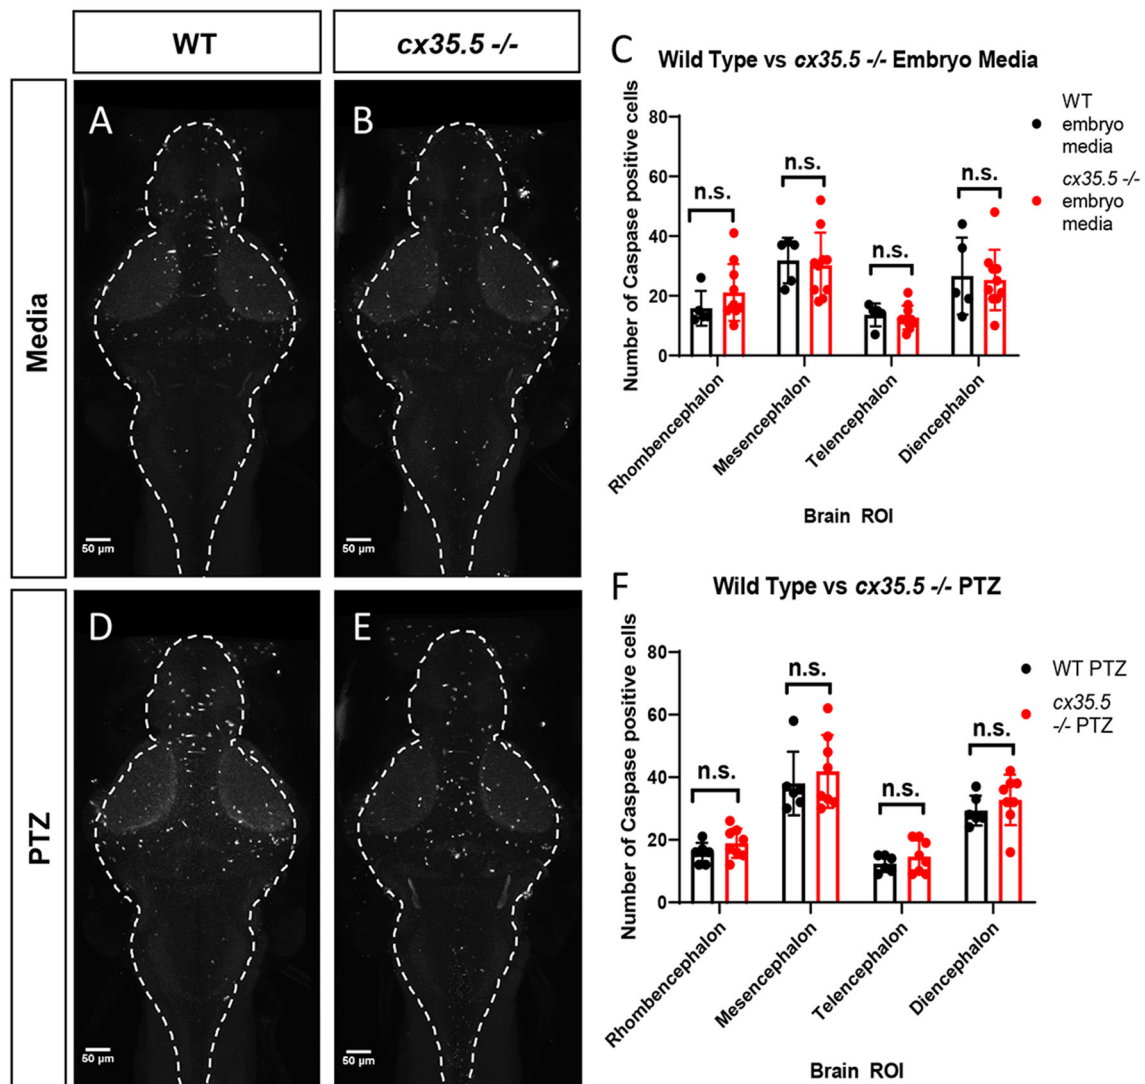 WT
cx35.5 -/-
Media
A
B
50 µm
50 µm
PTZ
D
E
50 µm
50 µm
C
Wild Type vs cx35.5 -/- Embryo Media
Number of Caspase positive cells
80
60
40
20
0
n.s.
n.s.
n.s.
n.s.
Rhombencephalon
Mesencephalon
Telencephalon
Diencephalon
Brain ROI
WT
embryo
media
cx35.5 -/-
embryo
media
F
Wild Type vs cx35.5 -/- PTZ
Number of Caspase positive cells
80
60
40
20
0
n.s.
n.s.
n.s.
n.s.
Rhombencephalon
Mesencephalon
Telencephalon
Diencephalon
Brain ROI
WT PTZ
cx35.5
-/- PTZ